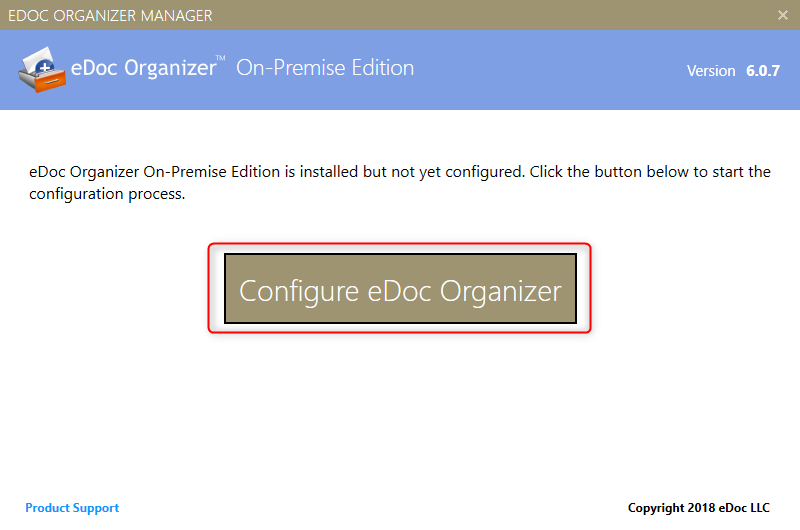 EDOC ORGANIZER MANAGER
eDoc Organizer™ On-Premise Edition
Version 6.0.7
eDoc Organizer On-Premise Edition is installed but not yet configured. Click the button below to start the
configuration process.
Configure eDoc Organizer
Product Support
Copyright 2018 eDoc LLC